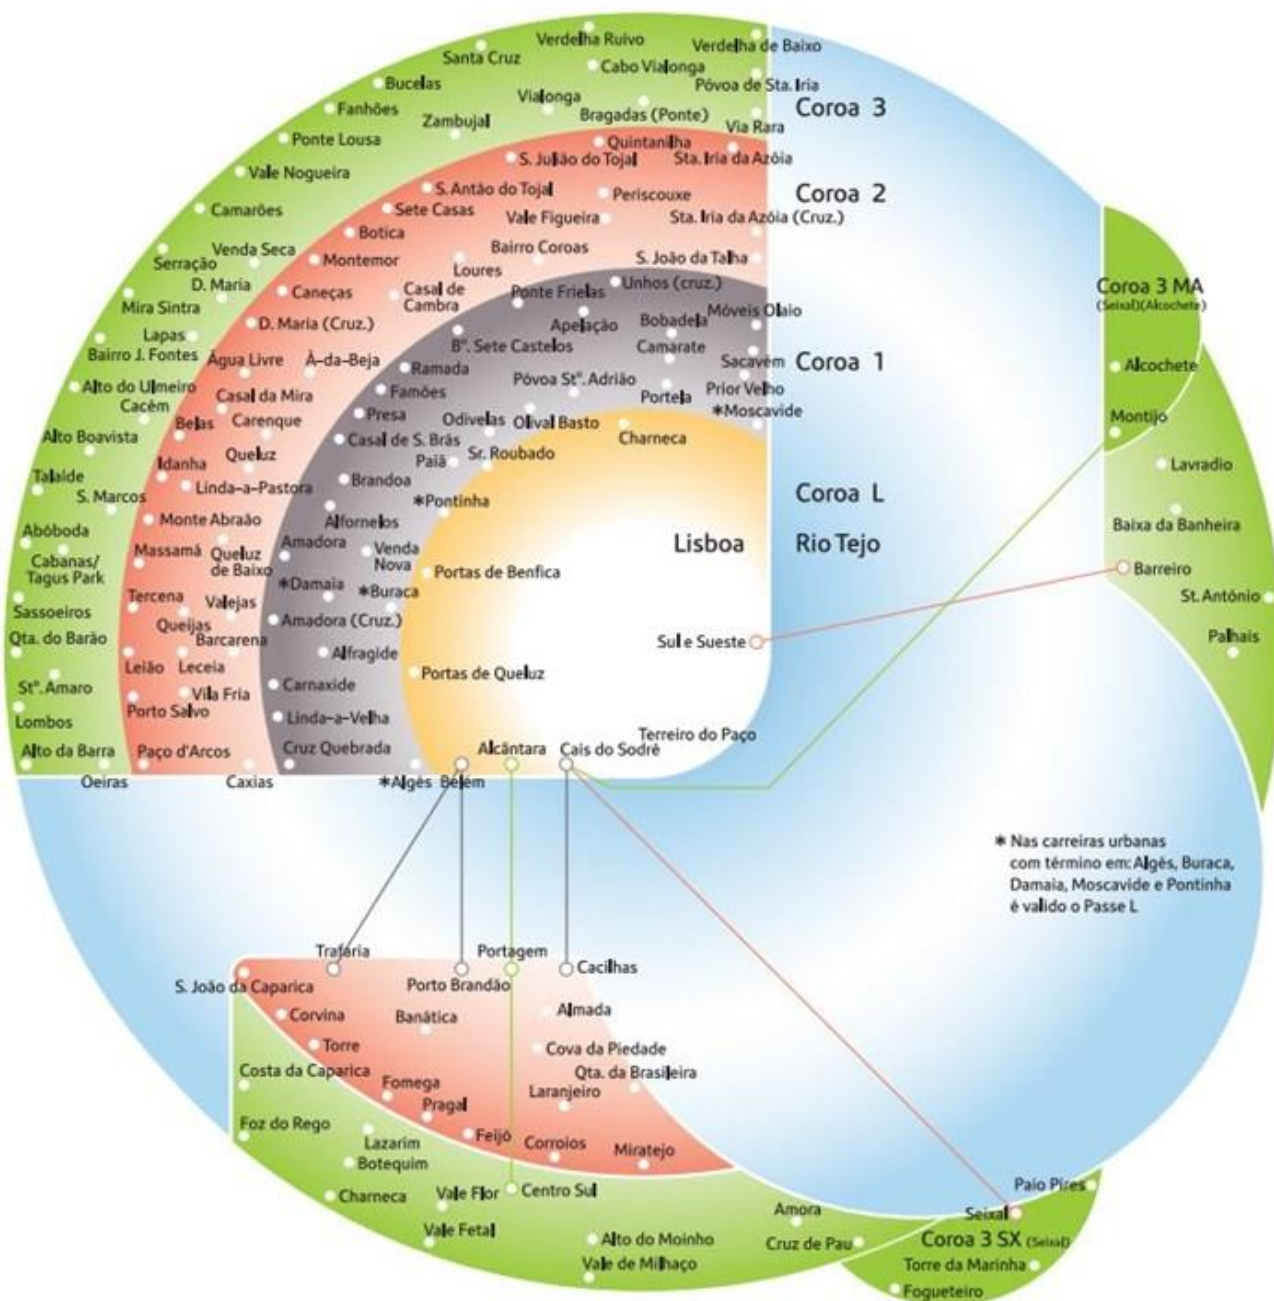 Verdelha Ruivo
Verdelha de Baixo
Santa Cruz
Cabo Vialonga
Bucelas
Póvoa de Sta. Iria
Vialonga
Fanhões
Bragadas (Ponte)
Coroa 3
Zambujal
Via Rara
Ponte Lousa
Quintanilha
S. Julião do Tojal
Sta. Iria da Azóia
Vale Nogueira
S. Antão do Tojal
Periscouxe
Coroa 2
Camarões
Sete Casas
Vale Figueira
Sta. Iria da Azóia (Cruz.)
Botica
Venda Seca
Bairro Coroas
Serração
Montemor
Loures
S. João da Talha
D. Maria
Caneças
Casal de
Cambra
Ponte Frielas
Unhos (cruz.)
Coroa 3 MA
(Seixal)(Alcochete)
Mira Sintra
Móveis Olaio
D. Maria (Cruz.)
Apelação
Bobadela
Lapas
Bairro J. Fontes
Bº. Sete Castelos
Camarate
Água Livre
À-da-Beja
Ramada
Sacavém
Coroa 1
Alcochete
Alto do Ulmeiro
Casal da Mira
Famões
Póvoa Stº. Adrião
Prior Velho
Cacém
Portela
Belas
Carenque
Presa
Odivelas
Olival Basto
*Moscavide
Montijo
Alto Boavista
Casal de S. Brás
Charneca
Queluz
Paiã
Sr. Roubado
Idanha
Lavradio
Talaide
Linda-a-Pastora
Brandoa
S. Marcos
*Pontinha
Coroa L
Monte Abraão
Alfornelos
Baixa da Banheira
Abóboda
Massamá
Queluz
de Baixo
Amadora
Venda
Nova
Lisboa
Rio Tejo
Cabanas/
Tagus Park
*Damaia
*Buraca
Portas de Benfica
Barreiro
Sassoeiros
Tercena
Valejas
St. António
Queijas
Amadora (Cruz.)
Qta. do Barão
Barcarena
Sul e Sueste
Palhais
Leião
Leceia
Alfragide
Portas de Queluz
Stº. Amaro
Vila Fria
Carnaxide
Lombos
Porto Salvo
Linda-a-Velha
Terreiro do Paço
Alto da Barra
Paço d'Arcos
Cruz Quebrada
Alcântara
Cais do Sodré
Oeiras
Caxias
*Algés
Belém
* Nas carreiras urbanas
com término em: Algés, Buraca,
Damaia, Moscavide e Pontinha
é valido o Passe L
Trafaria
Portagem
Cacilhas
S. João da Caparica
Porto Brandão
Corvina
Banática
Almada
Torre
Cova da Piedade
Costa da Caparica
Qta. da Brasileira
Fomega
Laranjeiro
Pragal
Foz do Rego
Feijó
Lazarim
Corroios
Miratejo
Botequim
Charneca
Vale Flor
Centro Sul
Paio Pires
Amora
Seixal
Vale Fetal
Alto do Moinho
Cruz de Pau
Coroa 3 SX (Seixal)
Vale de Milhaço
Torre da Marinha
Fogueteiro